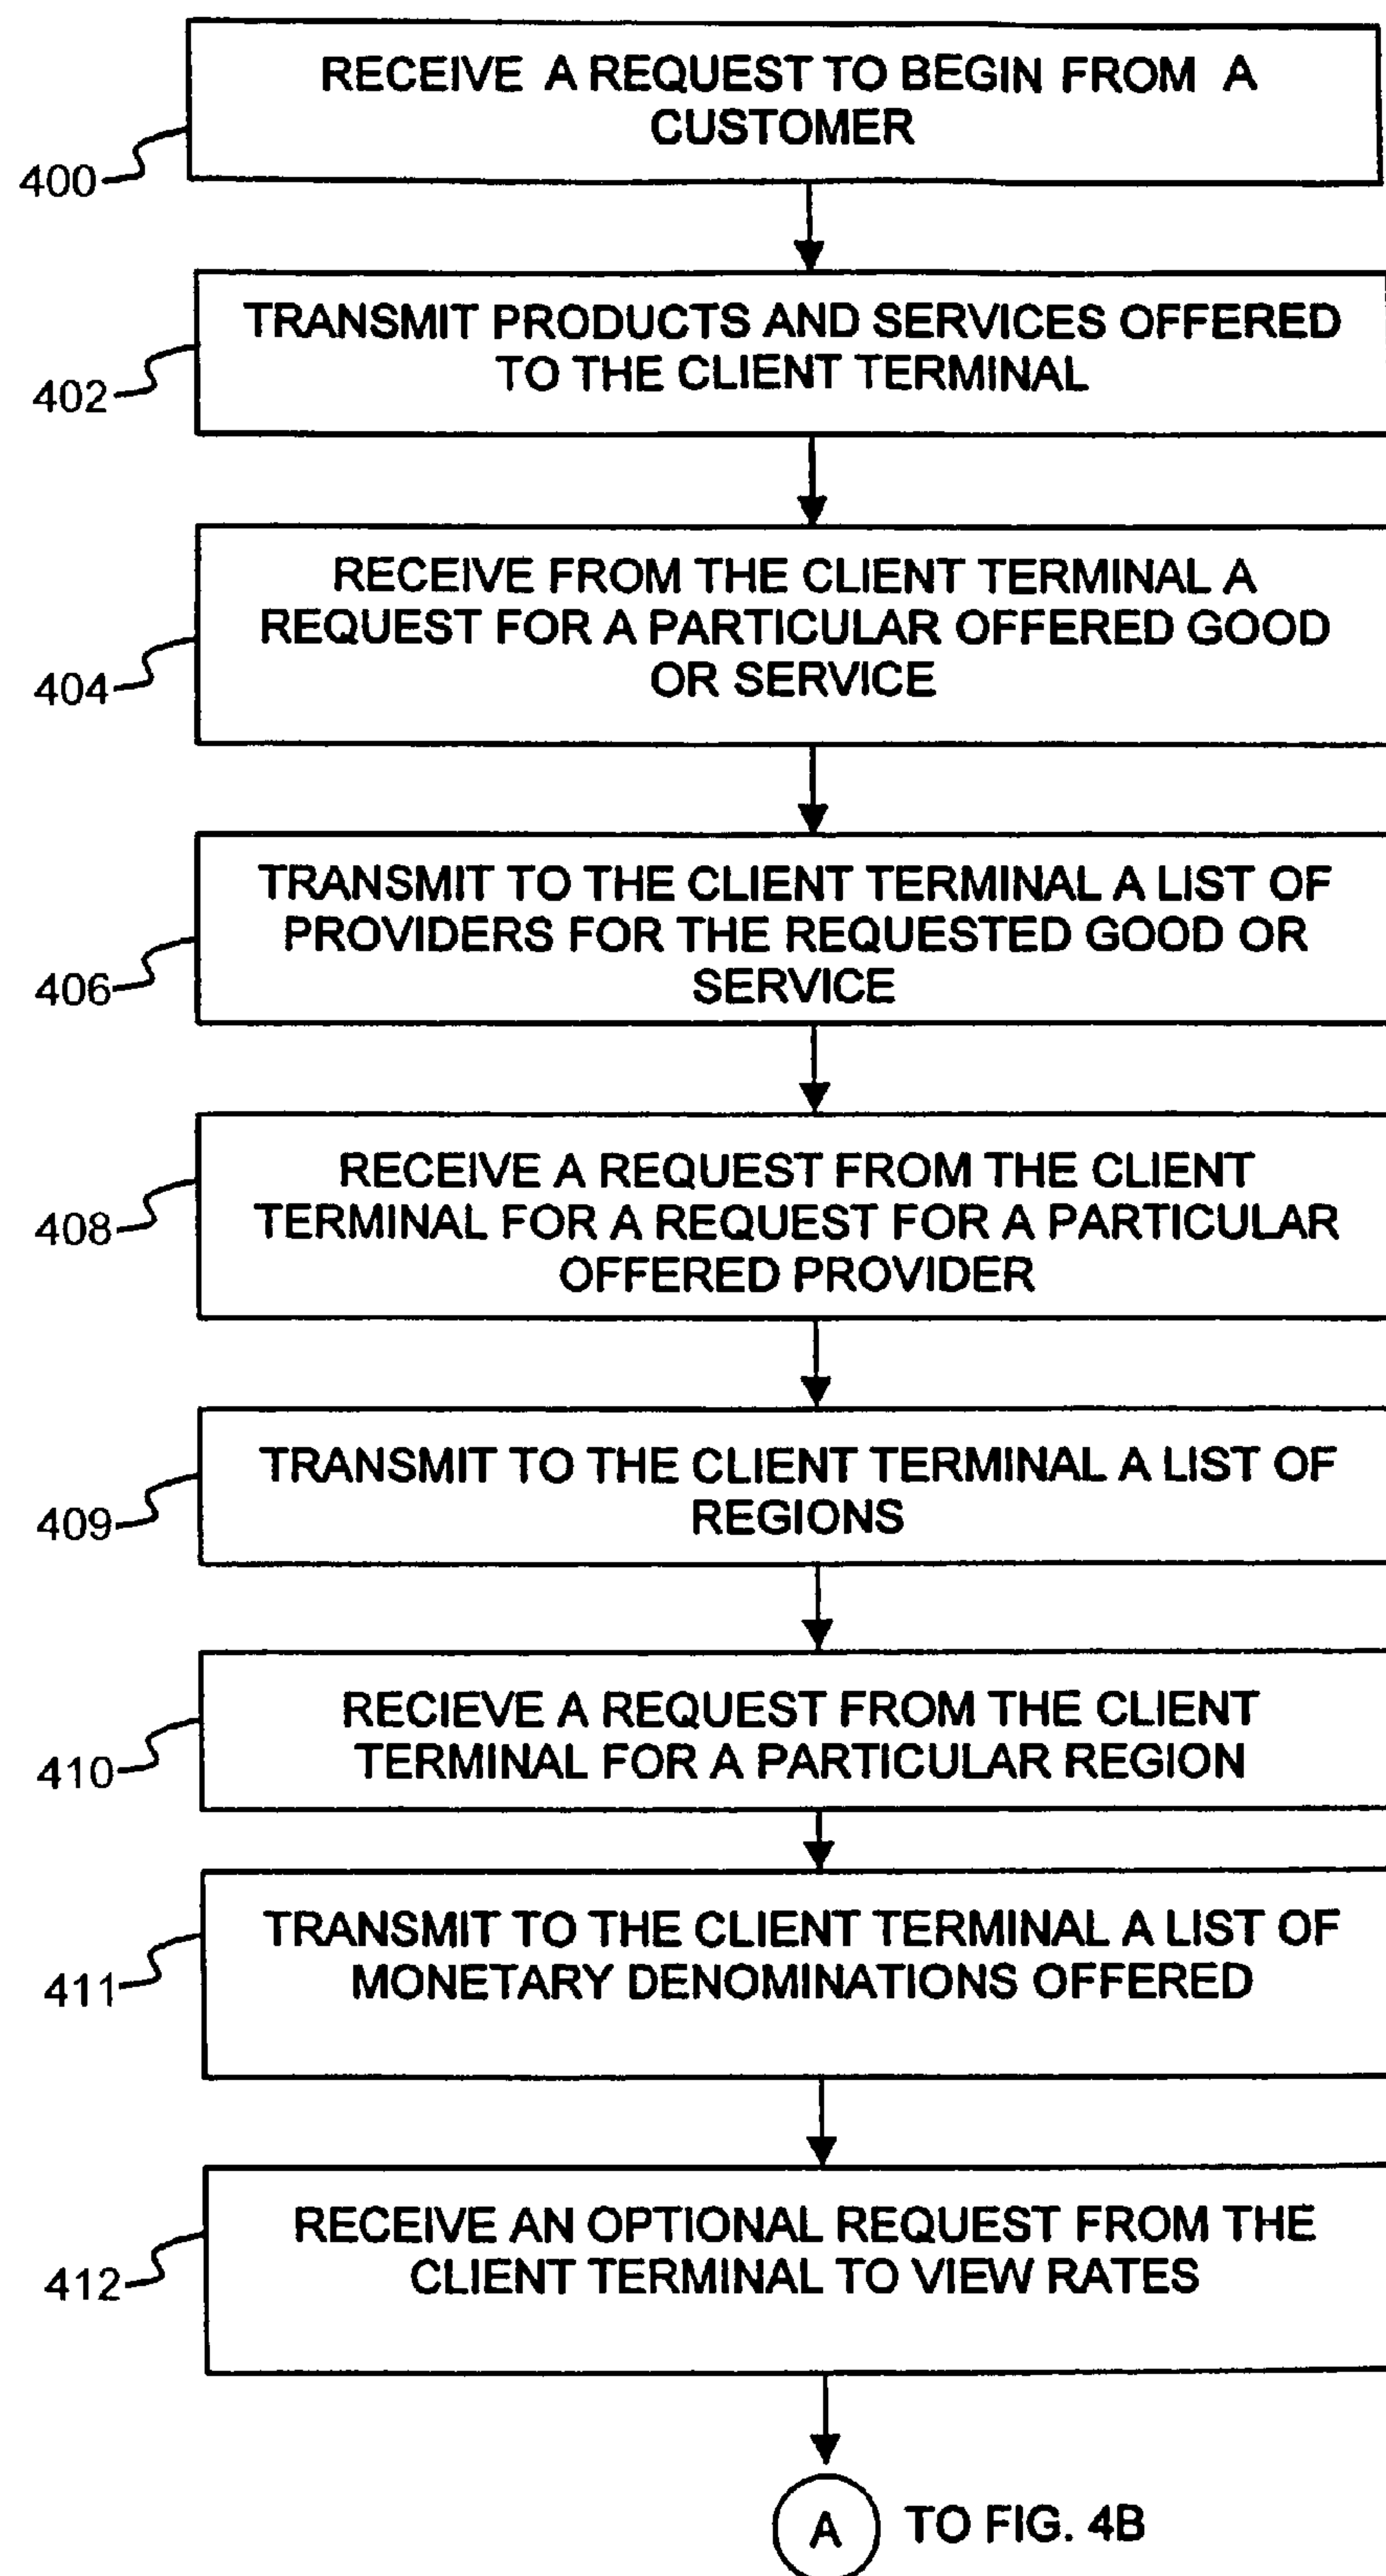 RECEIVE A REQUEST TO BEGIN FROM A
CUSTOMER
400
TRANSMIT PRODUCTS AND SERVICES OFFERED
TO THE CLIENT TERMINAL
402
RECEIVE FROM THE CLIENT TERMINAL A
REQUEST FOR A PARTICULAR OFFERED GOOD
OR SERVICE
404
TRANSMIT TO THE CLIENT TERMINAL A LIST OF
PROVIDERS FOR THE REQUESTED GOOD OR
SERVICE
406
RECEIVE A REQUEST FROM THE CLIENT
TERMINAL FOR A REQUEST FOR A PARTICULAR
OFFERED PROVIDER
408
TRANSMIT TO THE CLIENT TERMINAL A LIST OF
REGIONS
409
RECIEVE A REQUEST FROM THE CLIENT
TERMINAL FOR A PARTICULAR REGION
410
TRANSMIT TO THE CLIENT TERMINAL A LIST OF
MONETARY DENOMINATIONS OFFERED
411
RECEIVE AN OPTIONAL REQUEST FROM THE
CLIENT TERMINAL TO VIEW RATES
412
A TO FIG. 4B